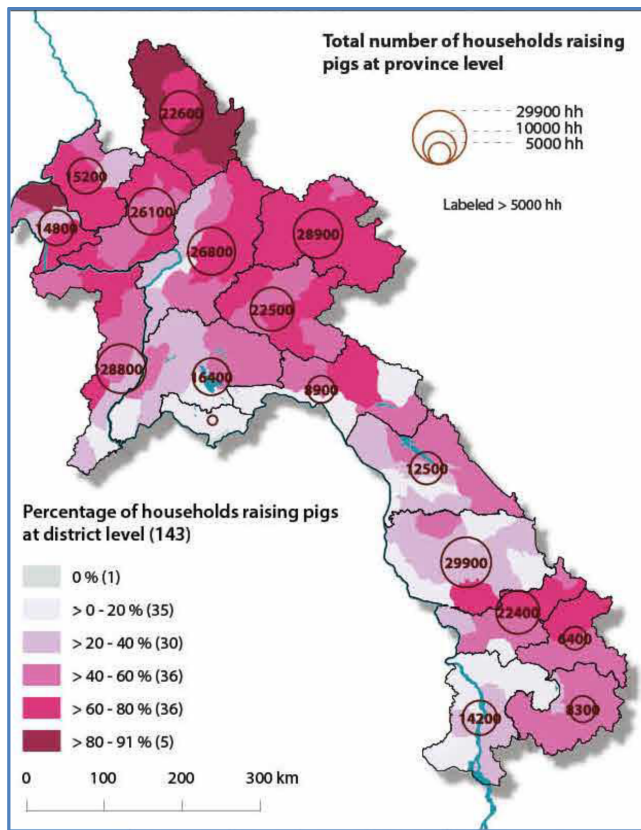 Total number of households raising
pigs at province level
29900 hh
10000 hh
5000 hh
Labeled > 5000 hh
22600
15200
26100
14800
26800
28900
22500
28800
16400
8900
12500
29900
22400
6400
8300
14200
Percentage of households raising pigs
at district level (143)
0 % (1)
> 0 - 20 % (35)
> 20 - 40 % (30)
> 40 - 60 % (36)
> 60 - 80 % (36)
> 80 - 91 % (5)
0 100 200 300 km